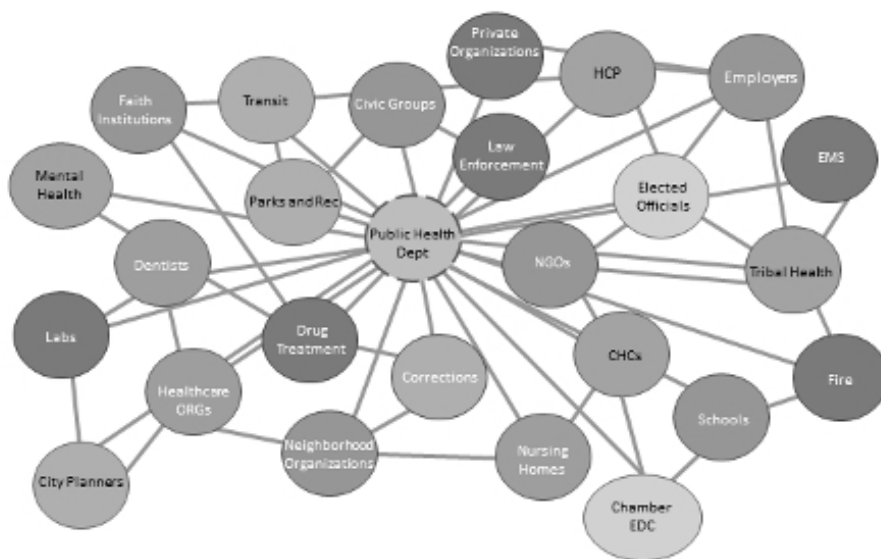 Private
Organizations
HCP
Employers
Faith
Institutions
Transit
Civic Groups
Law
Enforcement
EMS
Mental
Health
Parks and Rec
Elected
Officials
Public Health
Dept
Dentists
NGOs
Tribal Health
Labs
Drug
Treatment
CHCs
Corrections
Fire
Healthcare
ORGs
Schools
Neighborhood
Organizations
Nursing
Homes
City Planners
Chamber
EDC